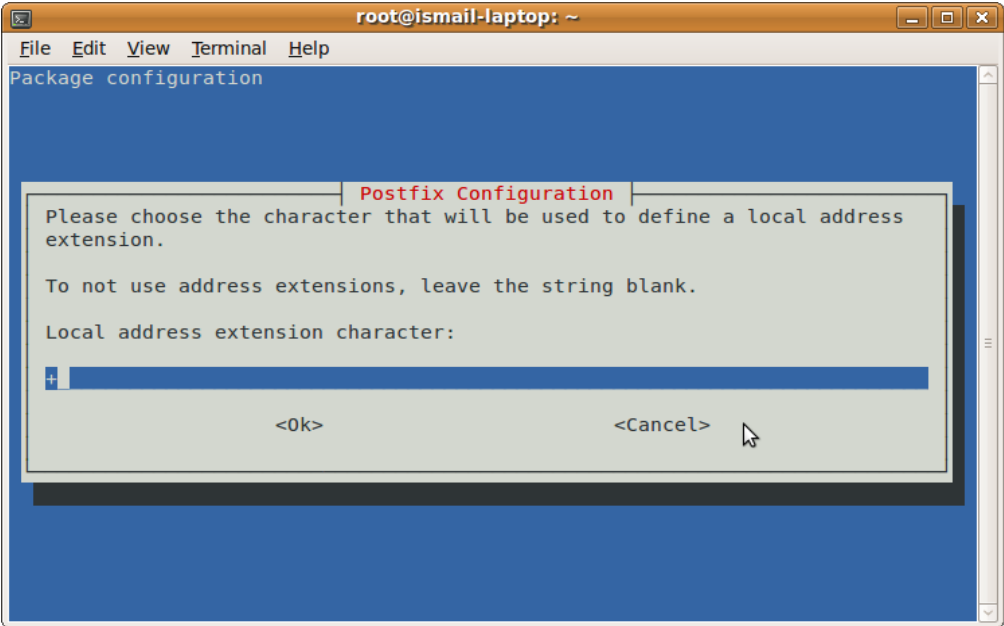 root@ismail-laptop: ~
File Edit View Terminal Help
Package configuration
Postfix Configuration
Please choose the character that will be used to define a local address
extension.
To not use address extensions, leave the string blank.
Local address extension character:
+
<Ok> <Cancel>